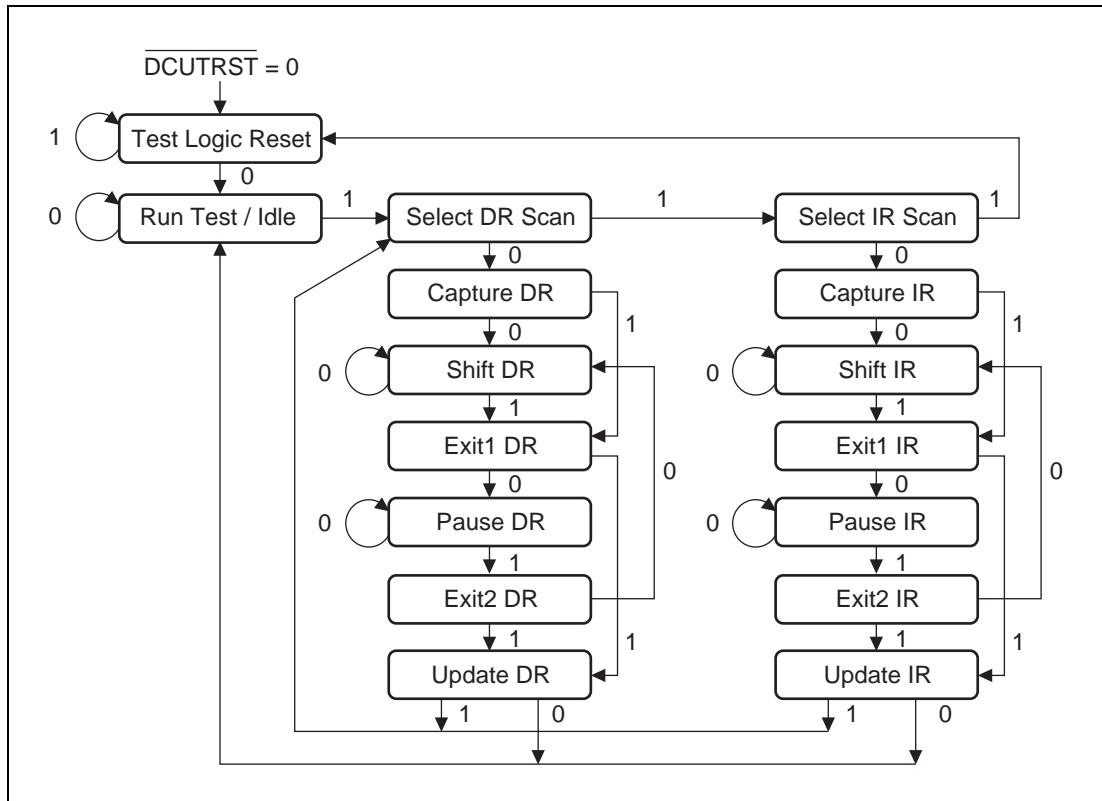 DCUTRST = 0
1
Test Logic Reset
0
0
Run Test / Idle
1
Select DR Scan
1
Select IR Scan
1
0
0
Capture DR
1
Capture IR
1
0
0
0
Shift DR
0
Shift IR
1
1
Exit1 DR
0
Exit1 IR
0
0
0
0
Pause DR
0
Pause IR
1
1
Exit2 DR
Exit2 IR
1
1
1
1
Update DR
Update IR
1
0
1
0